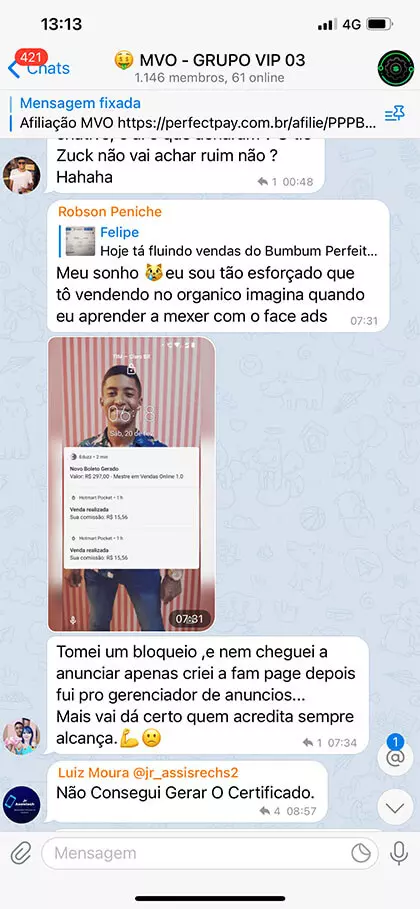 13:13
4G
421
Chats
MVO - GRUPO VIP 03
1.146 membros, 61 online
Mensagem fixada
Afiliação MVO https://perfectpay.com.br/afilie/PPPB...
Zuck não vai achar ruim não ?
Hahaha
1 00:48
Robson Peniche
Felipe
Hoje tá fluindo vendas do Bumbum Perfeit...
Meu sonho 😿 eu sou tão esforçado que
tô vendendo no organico imagina quando
eu aprender a mexer com o face ads
07:31
TIM — Claro BR
06:18
Sáb, 20 de
Eduzz • 2 min
Novo Boleto Gerado
Valor: R$ 297,00 - Mestre em Vendas Online 1.0
Hotmart Pocket • 1 h
Venda realizada
Sua comissão: R$ 15,56
Hotmart Pocket • 1 h
Venda realizada
Sua comissão: R$ 15,56
07:31
Tomei um bloqueio ,e nem cheguei a
anunciar apenas criei a fam page depois
fui pro gerenciador de anuncios...
Mais vai dá certo quem acredita sempre
alcança.💪🙁
1 07:34
1
@
Luiz Moura @jr_assisrechs2
Não Consegui Gerar O Certificado.
4 08:57
Mensagem